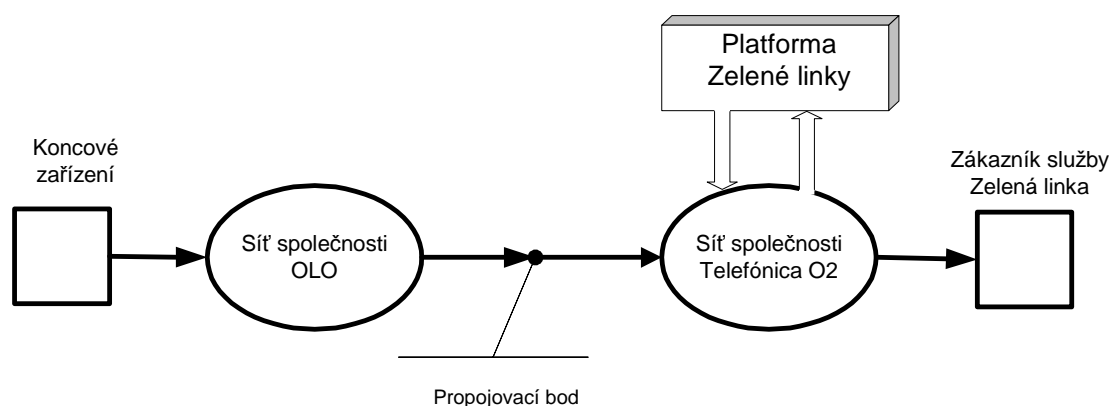 Platforma
Zelené linky
Koncové
zařízení
Zákazník služby
Zelená linka
Síť společnosti
OLO
Síť společnosti
Telefónica O2
Propojovací bod